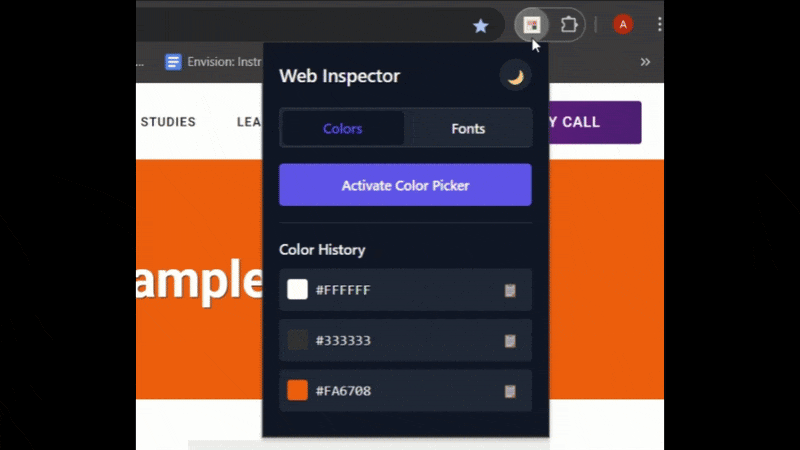 A
... Envision: Instr
»
Web Inspector
STUDIES LEA
Y CALL
Colors Fonts
Activate Color Picker
ample
Color History
#FFFFFF
#333333
#FA6708